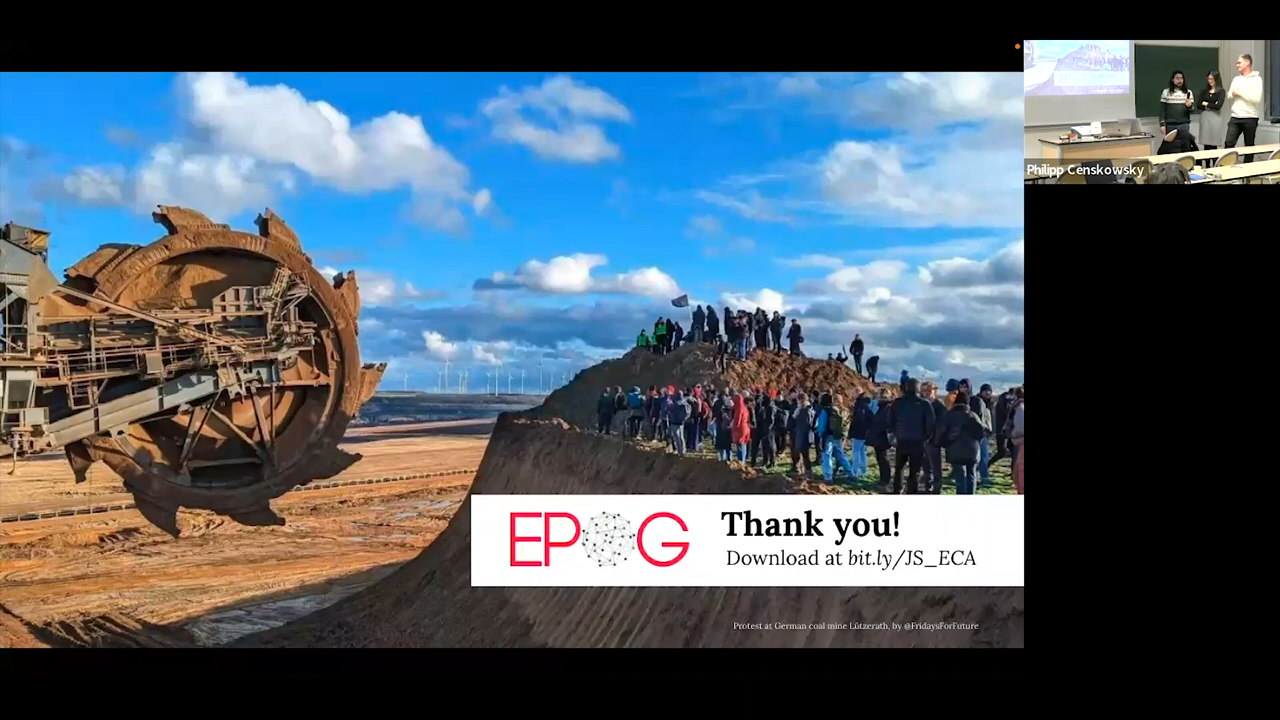 EPOG
Thank you!
Download at bit.ly/JS_ECA
Protest at German coal mine Lützerath, by @FridaysForFuture
Philipp Censkowsky